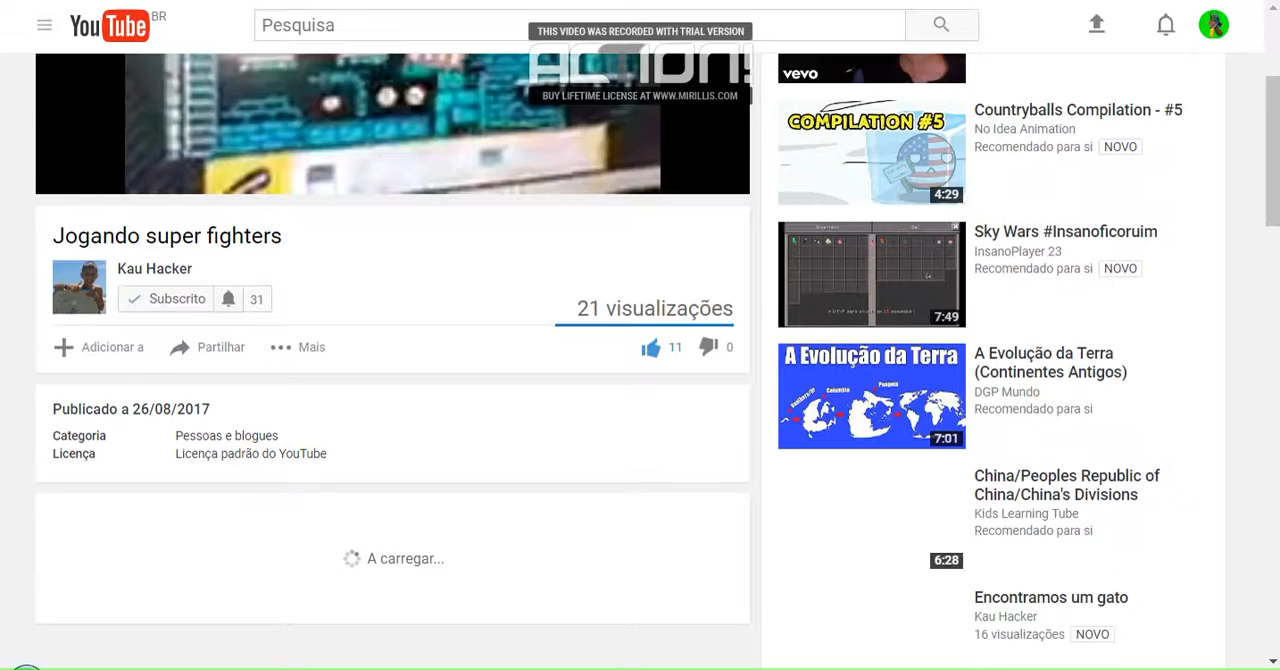 YouTube BR
Pesquisa
THIS VIDEO WAS RECORDED WITH TRIAL VERSION
ACTION!
BUY LIFETIME LICENSE AT WWW.MIRILLIS.COM
Jogando super fighters
Kau Hacker
Subscrito 31
21 visualizações
Adicionar a Partilhar Mais 11 0
Publicado a 26/08/2017
Categoria Pessoas e blogues
Licença Licença padrão do YouTube
A carregar...
vevo
COMPILATION #5
4:29
Countryballs Compilation - #5
No Idea Animation
Recomendado para si NOVO
7:49
Sky Wars #Insanoficoruim
InsanoPlayer 23
Recomendado para si NOVO
A Evolução da Terra
Columbia
Pangeia
7:01
A Evolução da Terra
(Continentes Antigos)
DGP Mundo
Recomendado para si
6:28
China/Peoples Republic of
China/China's Divisions
Kids Learning Tube
Recomendado para si
Encontramos um gato
Kau Hacker
16 visualizações NOVO